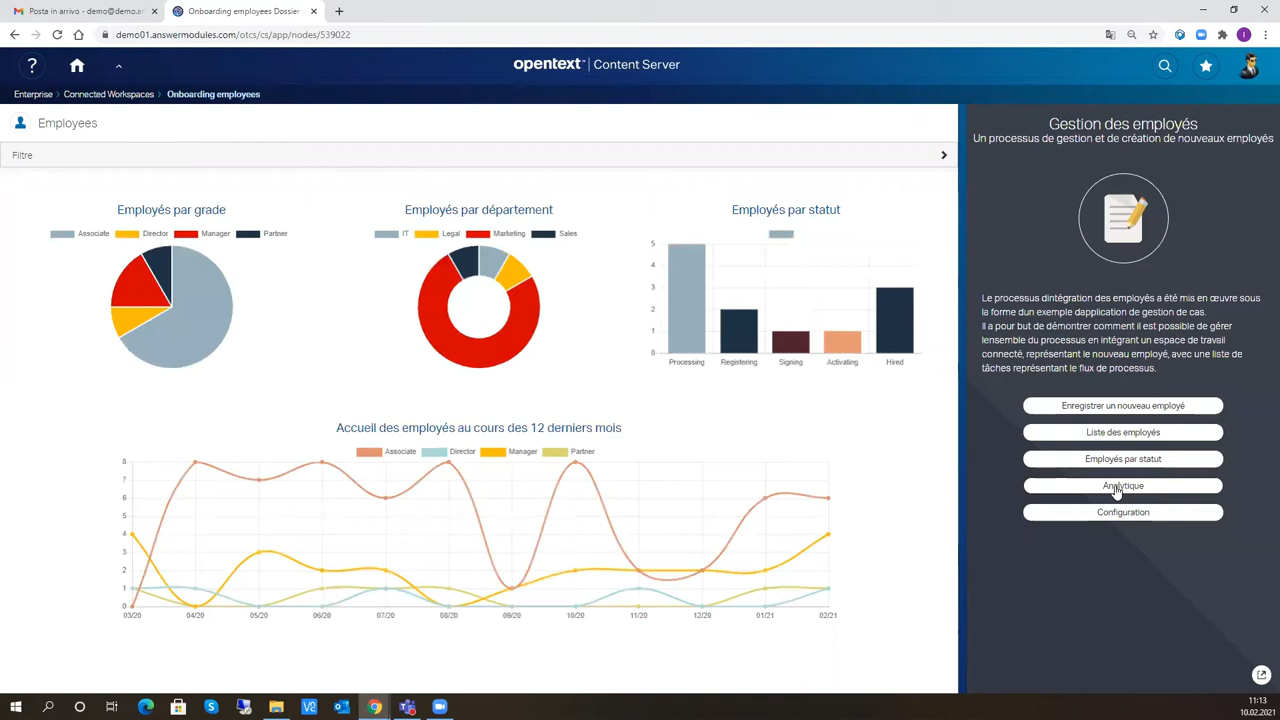 Posta in arrivo - demo@demo.an
Onboarding employees Dossier -
demo01.answermodules.com/otcs/cs/app/nodes/539022
opentext™ | Content Server
Enterprise > Connected Workspaces > Onboarding employees
Employees
Filtre
Employés par grade
Associate Director Manager Partner
Employés par département
IT Legal Marketing Sales
Employés par statut
5
4
3
2
1
0
Processing Registering Signing Activating Hired
Accueil des employés au cours des 12 derniers mois
Associate Director Manager Partner
8
7
6
5
4
3
2
1
0
03/20 04/20 05/20 06/20 07/20 08/20 09/20 10/20 11/20 12/20 01/21 02/21
Gestion des employés
Un processus de gestion et de création de nouveaux employés
Le processus dintégration des employés a été mis en œuvre sous
la forme dun exemple dapplication de gestion de cas.
Il a pour but de démontrer comment il est possible de gérer
lensemble du processus en intégrant un espace de travail
connecté, représentant le nouveau employé, avec une liste de
tâches représentant le flux de processus.
Enregistrer un nouveau employé
Liste des employés
Employés par statut
Analytique
Configuration
11:13
10.02.2021